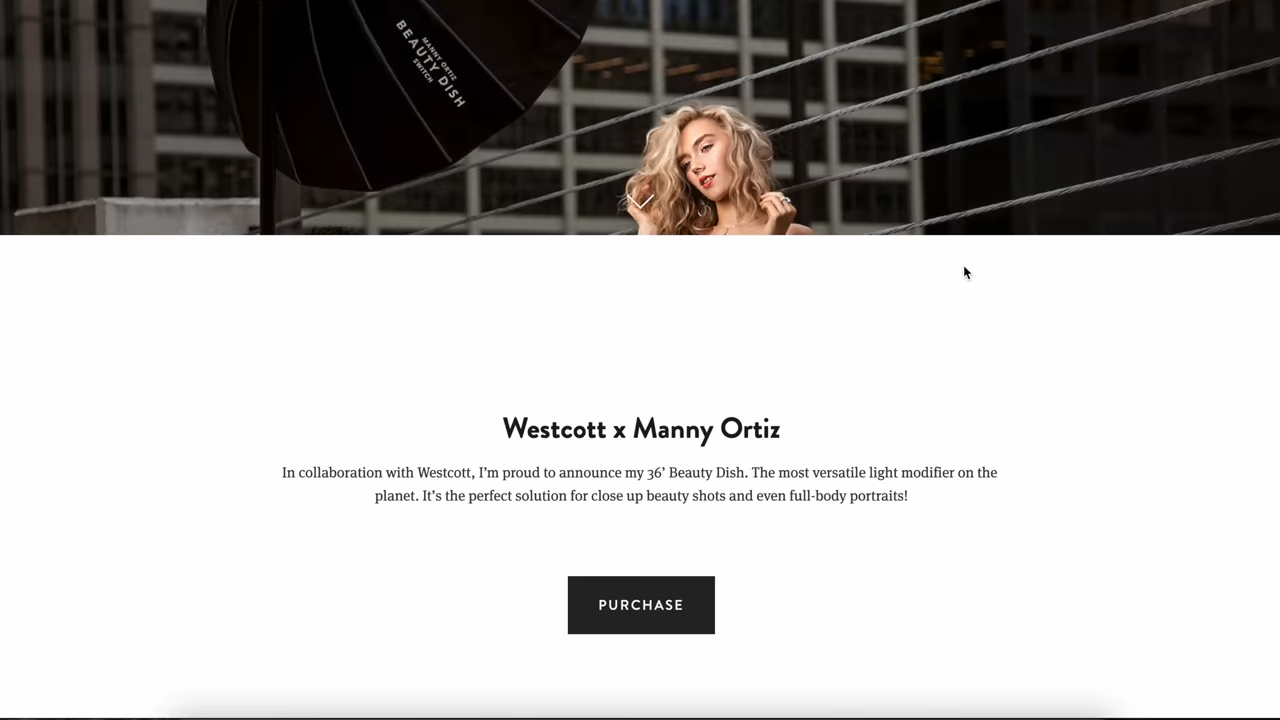 MANNY ORTIZ
BEAUTY DISH
SWITCH
Westcott x Manny Ortiz
In collaboration with Westcott, I’m proud to announce my 36’ Beauty Dish. The most versatile light modifier on the
planet. It’s the perfect solution for close up beauty shots and even full-body portraits!
PURCHASE